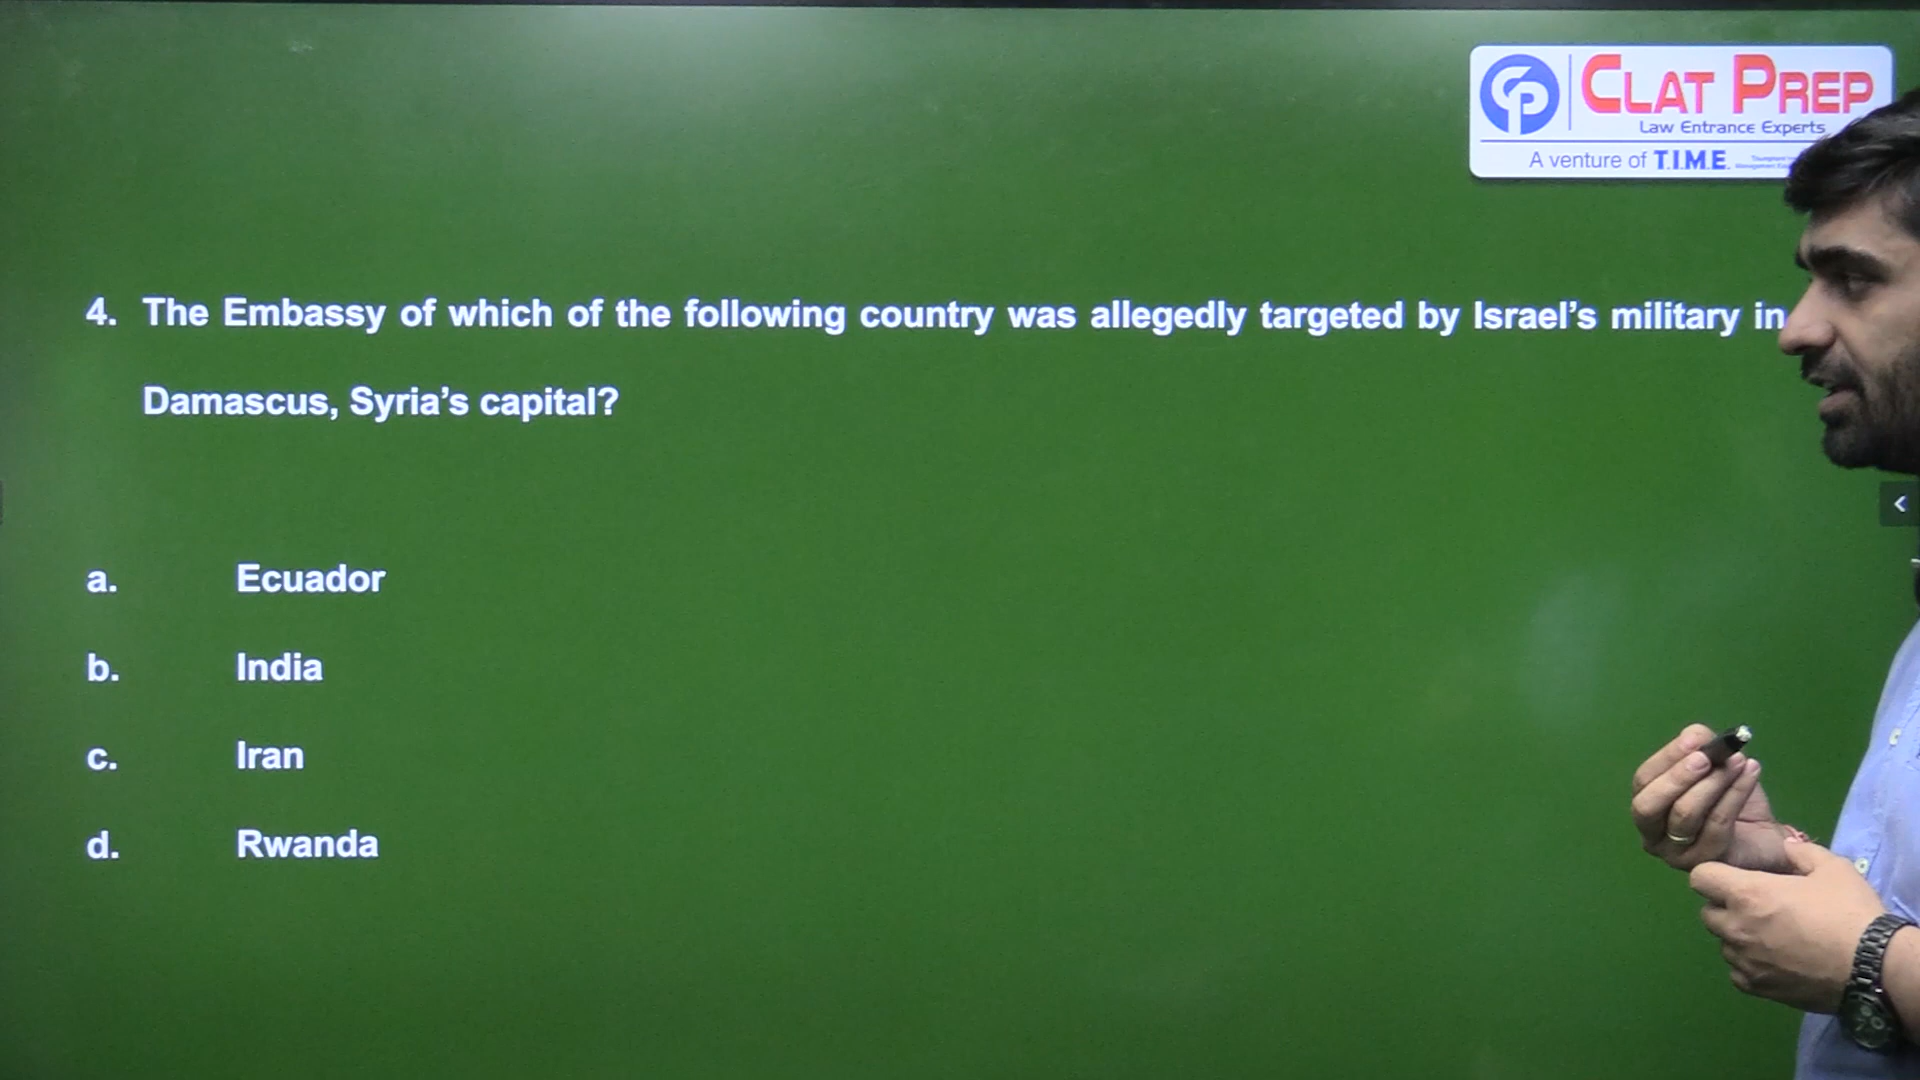 CLAT PREP
Law Entrance Experts
A venture of T.I.M.E.
4. The Embassy of which of the following country was allegedly targeted by Israel’s military in
Damascus, Syria’s capital?
a. Ecuador
b. India
c. Iran
d. Rwanda